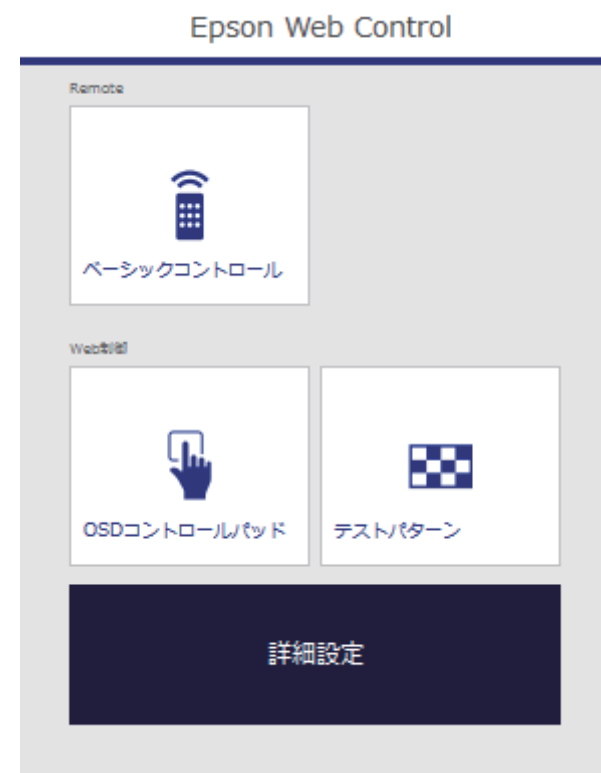 Epson Web Control
Remote
ベーシックコントロール
Web制御
OSDコントロールパッド
テストパターン
詳細設定